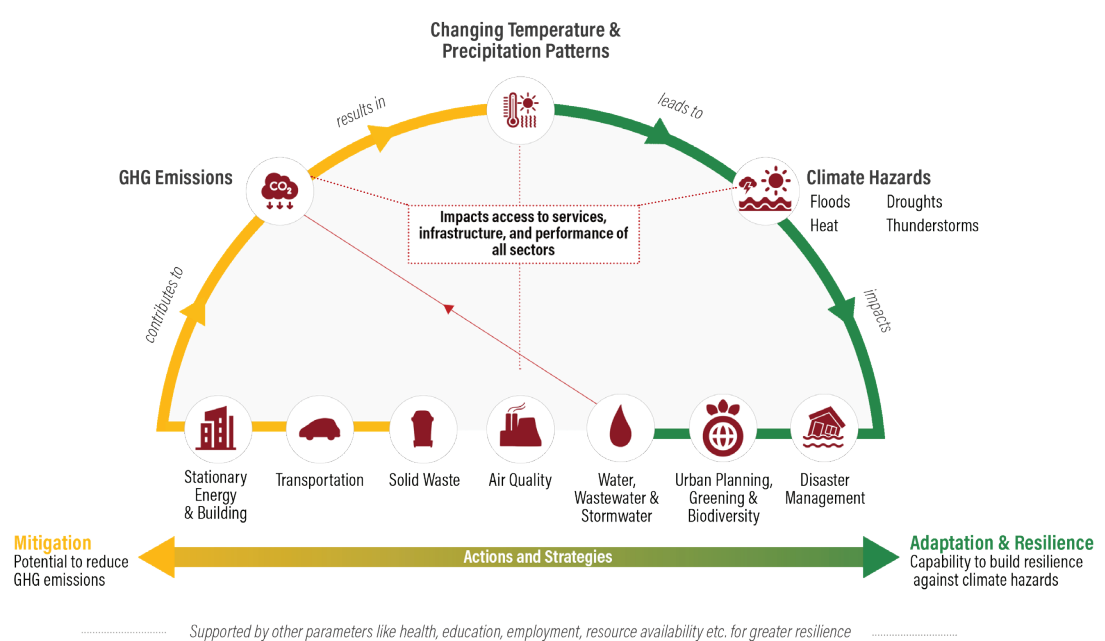 Changing Temperature &
Precipitation Patterns
results in
leads to
GHG Emissions
CO2
Climate Hazards
Floods Droughts
Heat Thunderstorms
Impacts access to services,
infrastructure, and performance of
all sectors
contributes to
impacts
Stationary
Energy
& Building
Transportation
Solid Waste
Air Quality
Water,
Wastewater &
Stormwater
Urban Planning,
Greening &
Biodiversity
Disaster
Management
Mitigation
Potential to reduce
GHG emissions
Actions and Strategies
Adaptation & Resilience
Capability to build resilience
against climate hazards
Supported by other parameters like health, education, employment, resource availability etc. for greater resilience